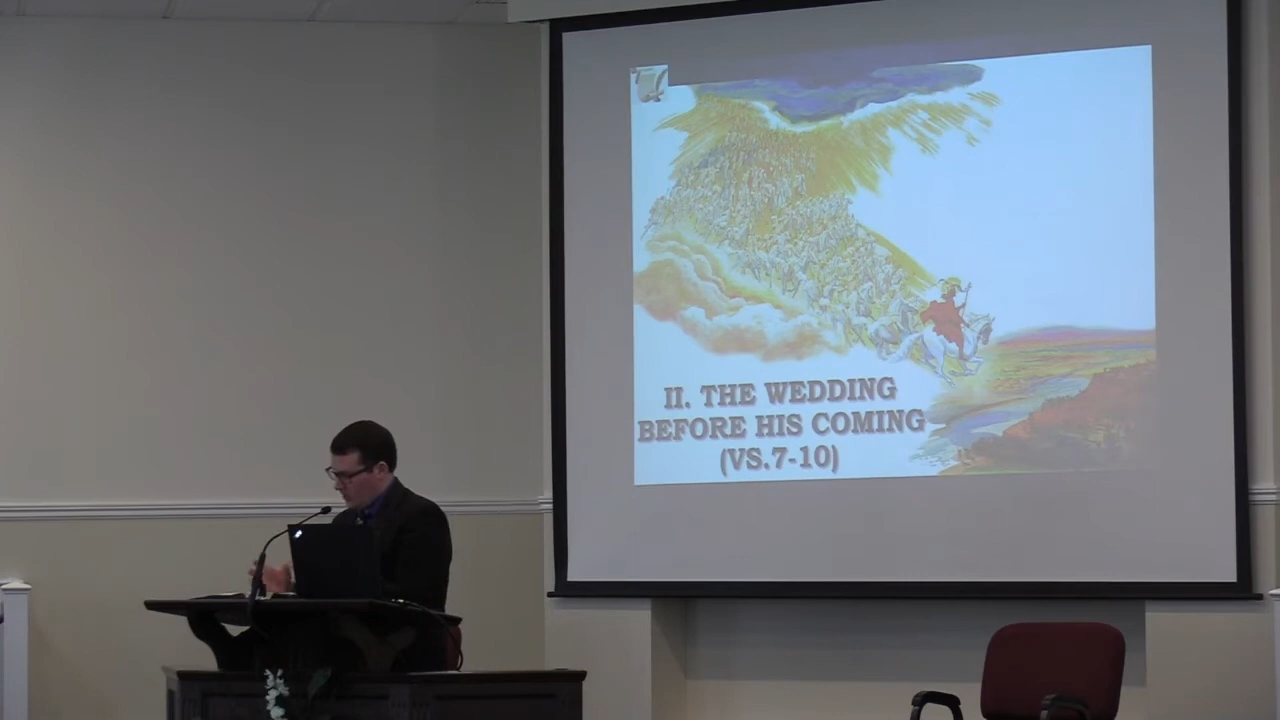 II. THE WEDDING
BEFORE HIS COMING
(VS.7-10)